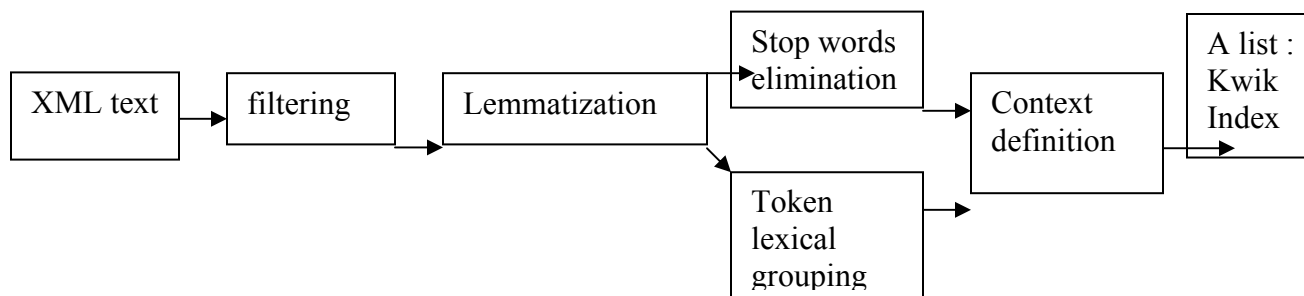 XML text
filtering
Lemmatization
Stop words
elimination
Token
lexical
grouping
Context
definition
A list :
Kwik
Index